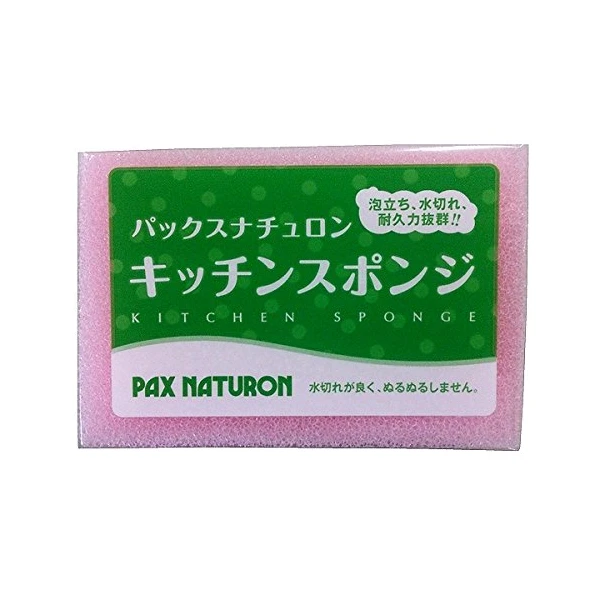 泡立ち、水切れ、
耐久力抜群!!
パックスナチュロン
キッチンスポンジ
KITCHEN SPONGE
PAX NATURON 水切れが良く、ぬるぬるしません。